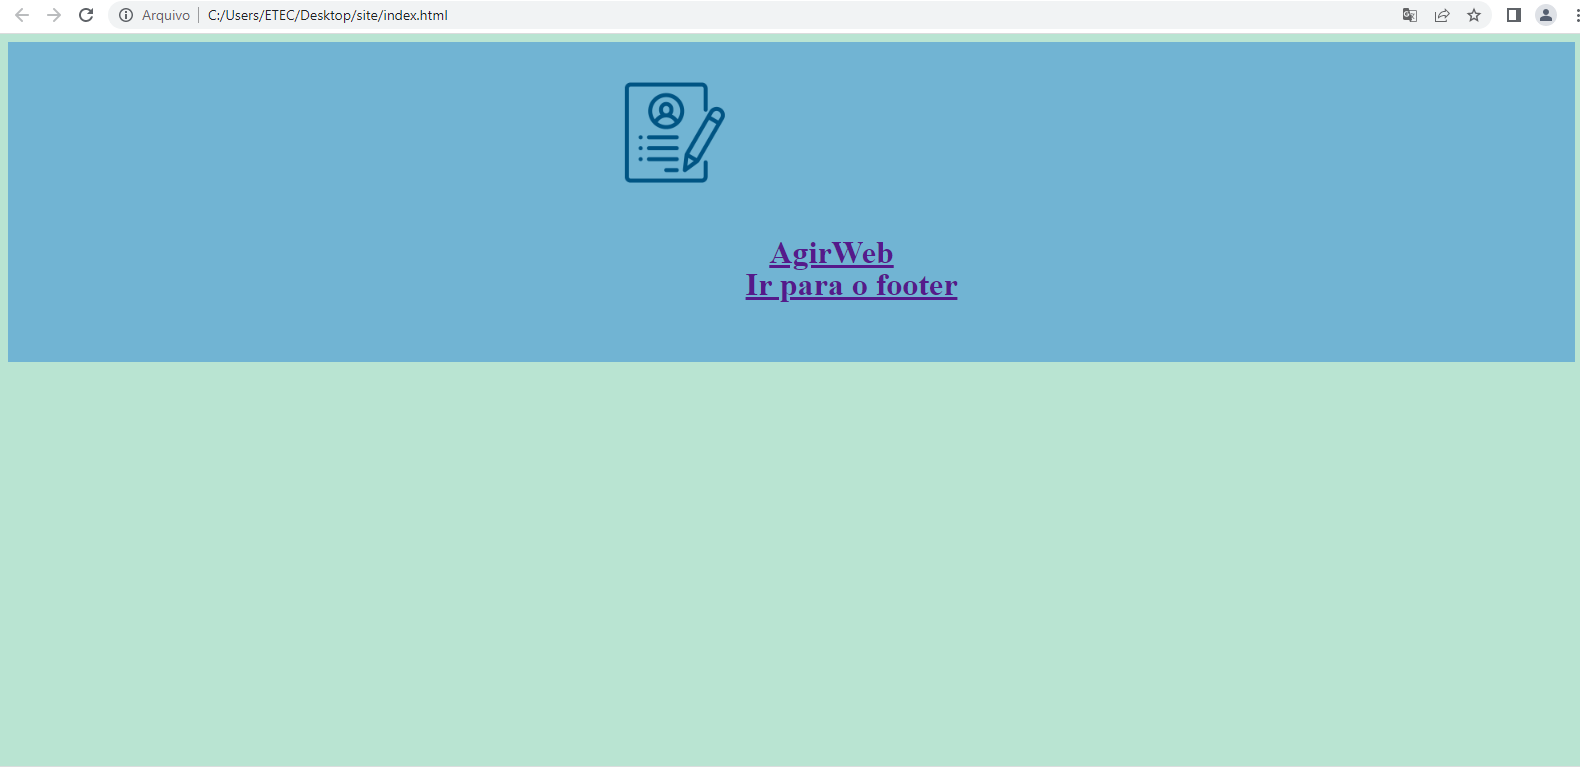 Arquivo | C:/Users/ETEC/Desktop/site/index.html
AgirWeb
Ir para o footer